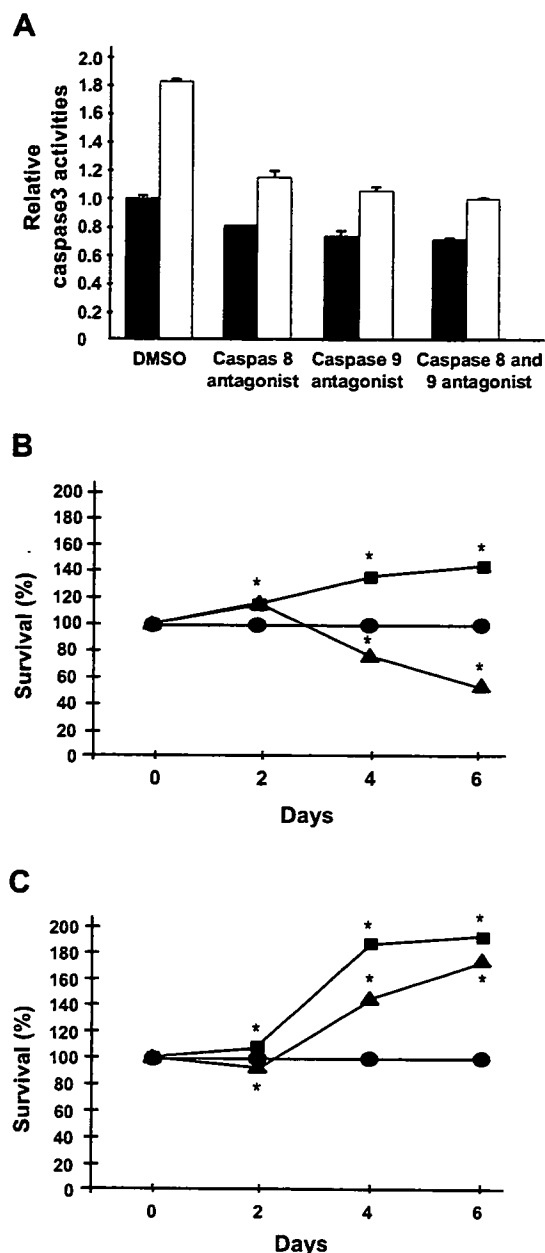 A
Relative
caspase3 activities
2.0
1.8
1.6
1.4
1.2
1.0
0.8
0.6
0.4
0.2
0
DMSO
Caspas 8
antagonist
Caspase 9
antagonist
Caspase 8 and
9 antagonist
B
Survival (%)
200
180
160
140
120
100
80
60
40
20
0
* * *
* *
0 2 4 6
Days
C
Survival (%)
200
180
160
140
120
100
80
60
40
20
0
* * *
* * *
0 2 4 6
Days